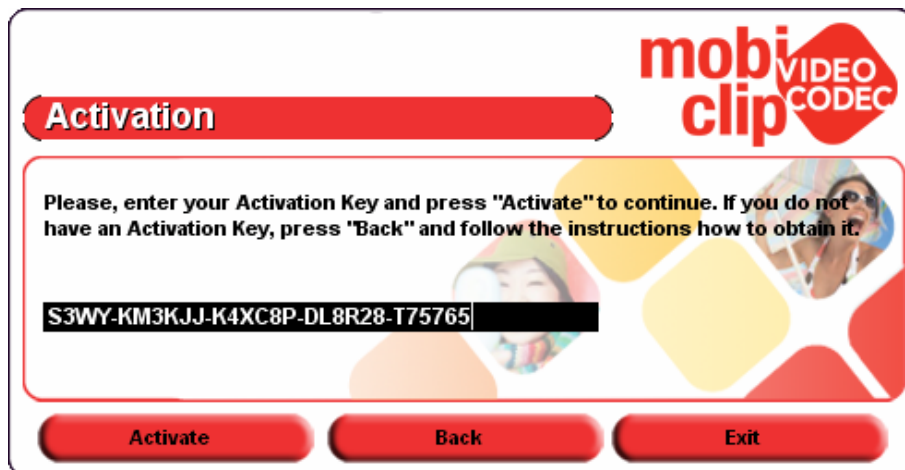 mobi
clip
VIDEO
CODEC
Activation
Please, enter your Activation Key and press "Activate" to continue. If you do not
have an Activation Key, press "Back" and follow the instructions how to obtain it.
S3WY-KM3KJJ-K4XC8P-DL8R28-T75765
Activate
Back
Exit